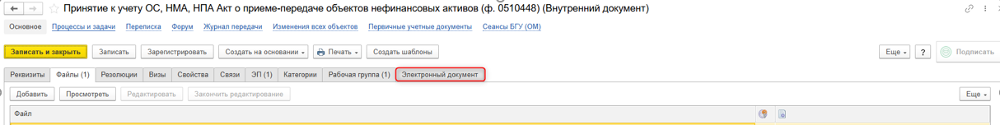 Принятие к учету ОС, НМА, НПА Акт о приеме-передаче объектов нефинансовых активов (ф. 0510448) (Внутренний документ)
Основное Процессы и задачи Переписка Форум Журнал передачи Изменения всех объектов Первичные учетные документы Сеансы БГУ (ОМ)
Записать и закрыть Записать Зарегистрировать Создать на основании Печать Создать шаблоны Еще ? Подписать
Реквизиты Файлы (1) Резолюции Визы Свойства Связи ЭП (1) Категории Рабочая группа (1) Электронный документ
Добавить Просмотреть Редактировать Закончить редактирование Еще
Файл